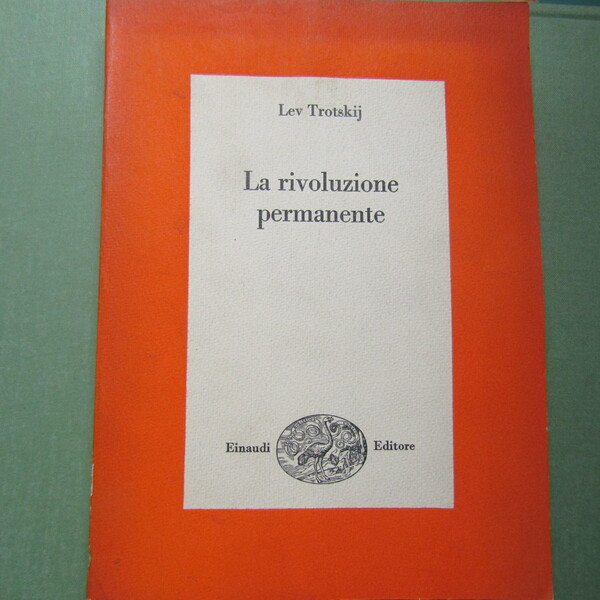 Lev Trotskij
La rivoluzione
permanente
Einaudi Editore